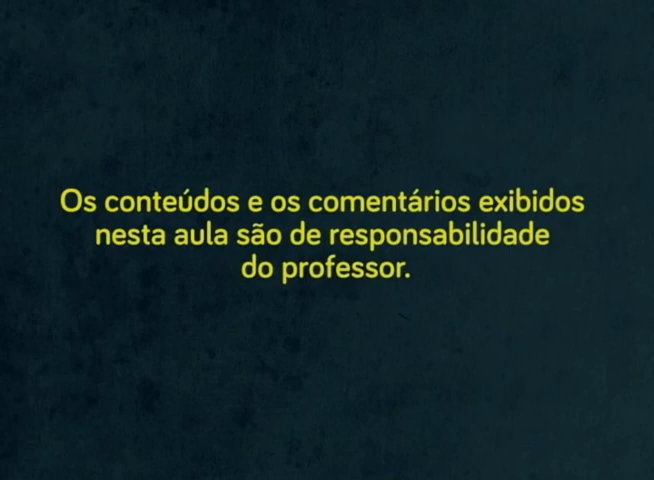 Os conteúdos e os comentários exibidos
nesta aula são de responsabilidade
do professor.